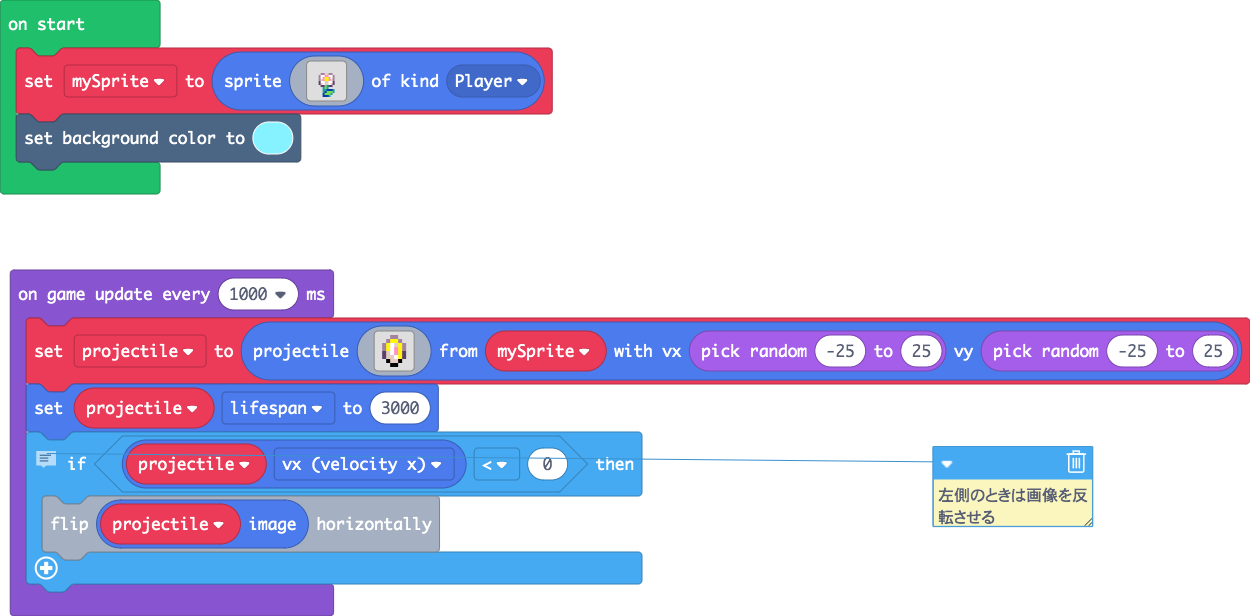 on start
set mySprite to sprite of kind Player
set background color to
on game update every 1000 ms
set projectile to projectile from mySprite with vx pick random -25 to 25 vy pick random -25 to 25
set projectile lifespan to 3000
if projectile vx (velocity x) < 0 then
左側のときは画像を反
転させる
flip projectile image horizontally